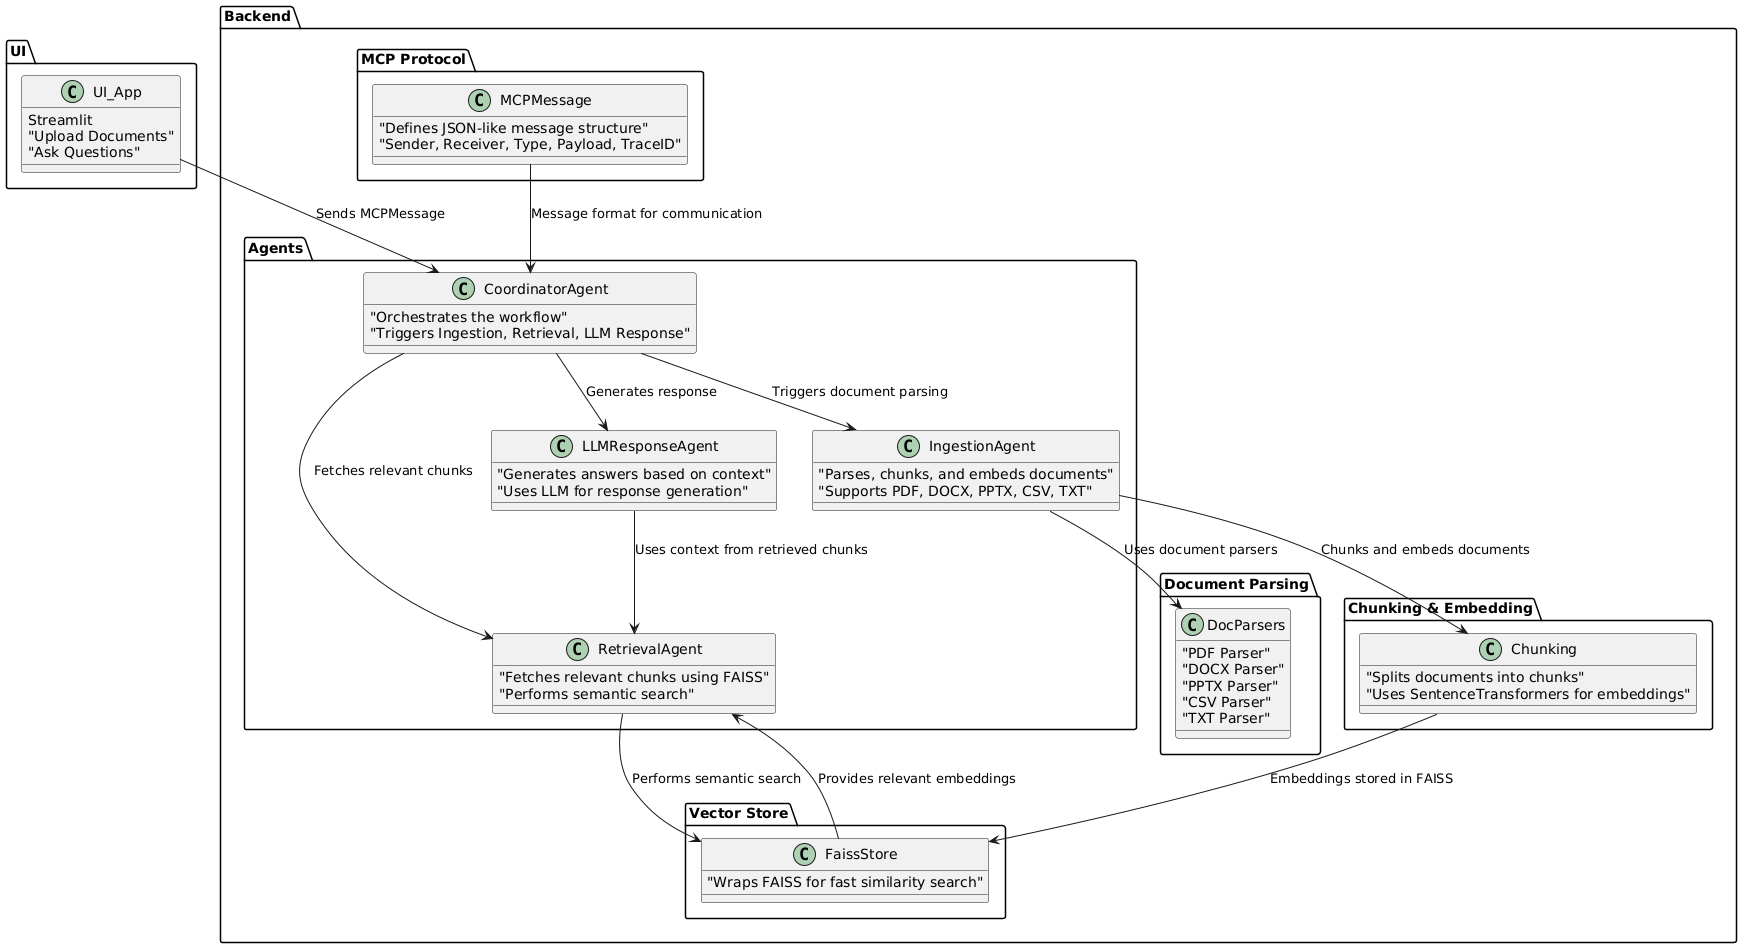 Backend
UI
MCP Protocol
C UI_App
Streamlit
"Upload Documents"
"Ask Questions"
C MCPMessage
"Defines JSON-like message structure"
"Sender, Receiver, Type, Payload, TraceID"
Sends MCPMessage
Message format for communication
Agents
C CoordinatorAgent
"Orchestrates the workflow"
"Triggers Ingestion, Retrieval, LLM Response"
Generates response
Triggers document parsing
C LLMResponseAgent
"Generates answers based on context"
"Uses LLM for response generation"
C IngestionAgent
"Parses, chunks, and embeds documents"
"Supports PDF, DOCX, PPTX, CSV, TXT"
Fetches relevant chunks
Uses context from retrieved chunks
Uses document parsers
Chunks and embeds documents
Document Parsing
Chunking & Embedding
C RetrievalAgent
"Fetches relevant chunks using FAISS"
"Performs semantic search"
C DocParsers
"PDF Parser"
"DOCX Parser"
"PPTX Parser"
"CSV Parser"
"TXT Parser"
C Chunking
"Splits documents into chunks"
"Uses SentenceTransformers for embeddings"
Performs semantic search
Provides relevant embeddings
Embeddings stored in FAISS
Vector Store
C FaissStore
"Wraps FAISS for fast similarity search"